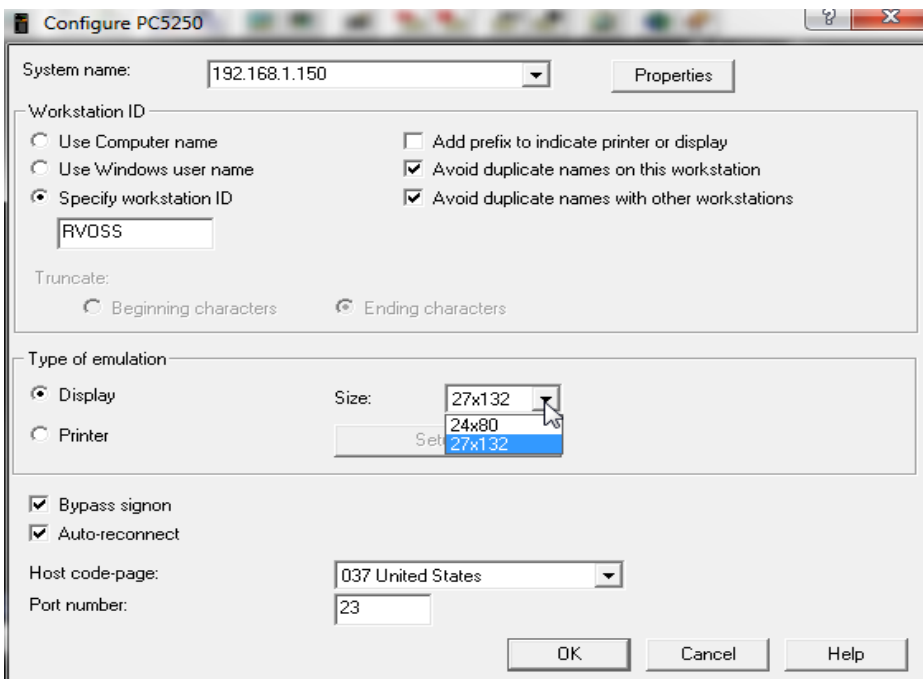 Configure PC5250
System name: 192.168.1.150 Properties
Workstation ID
Use Computer name Add prefix to indicate printer or display
Use Windows user name Avoid duplicate names on this workstation
Specify workstation ID Avoid duplicate names with other workstations
RVOSS
Truncate:
Beginning characters Ending characters
Type of emulation
Display Size: 27x132
24x80
Printer 27x132
Bypass signon
Auto-reconnect
Host code-page: 037 United States
Port number: 23
OK Cancel Help